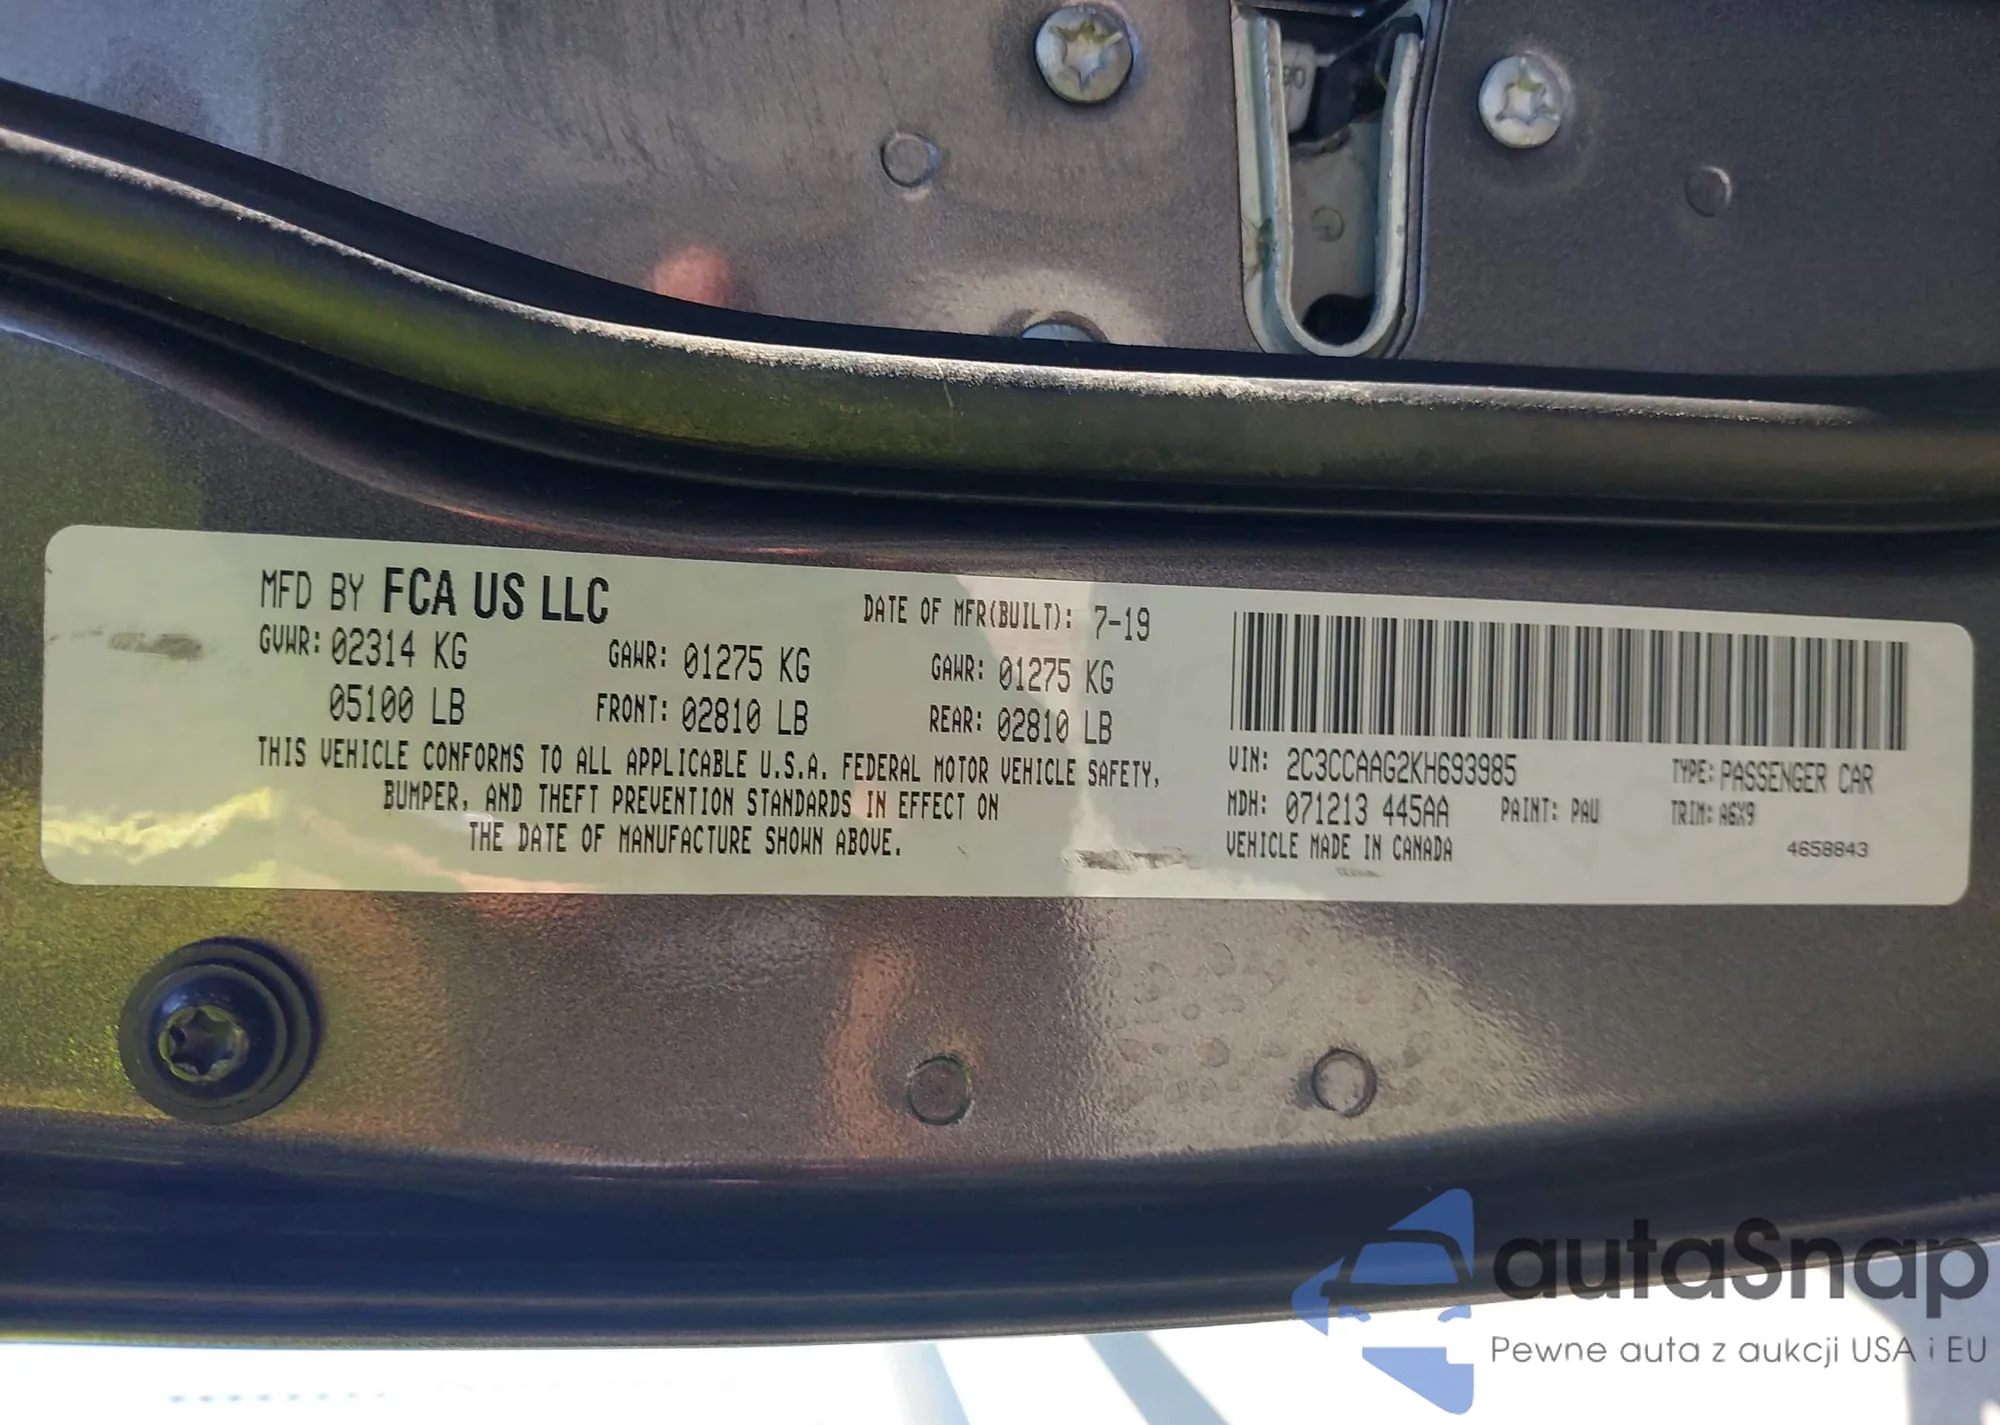 MFD BY FCA US LLC DATE OF MFR(BUILT): 7-19
GVWR: 02314 KG GAWR: 01275 KG GAWR: 01275 KG
05100 LB FRONT: 02810 LB REAR: 02810 LB
THIS VEHICLE CONFORMS TO ALL APPLICABLE U.S.A. FEDERAL MOTOR VEHICLE SAFETY,
BUMPER, AND THEFT PREVENTION STANDARDS IN EFFECT ON
THE DATE OF MANUFACTURE SHOWN ABOVE.
VIN: 2C3CCAAG2KH693985 TYPE: PASSENGER CAR
MDH: 071213 445AA PAINT: PAU TRIM: A6X9
VEHICLE MADE IN CANADA 4658843
autaSnap
Pewne auta z aukcji USA i EU